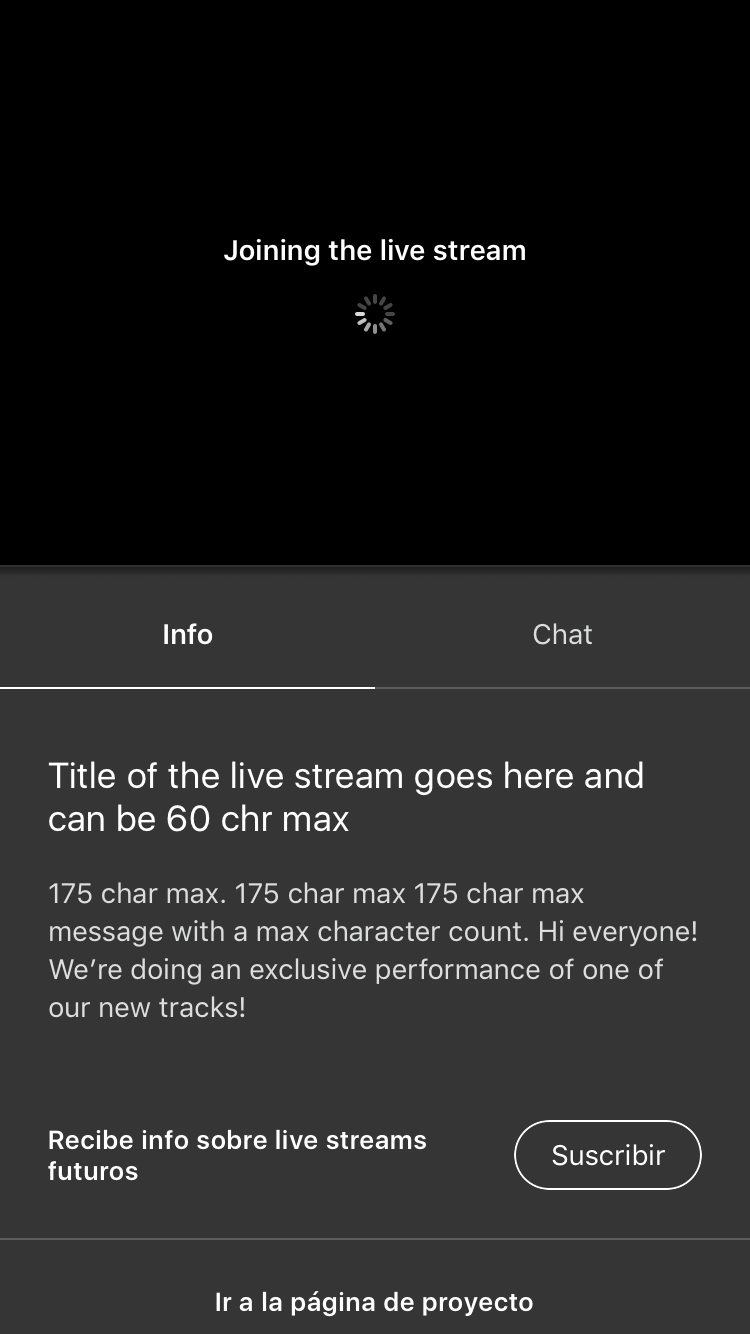 Joining the live stream
Info
Chat
Title of the live stream goes here and
can be 60 chr max
175 char max. 175 char max 175 char max
message with a max character count. Hi everyone!
We’re doing an exclusive performance of one of
our new tracks!
Recibe info sobre live streams
futuros
Suscribir
Ir a la página de proyecto